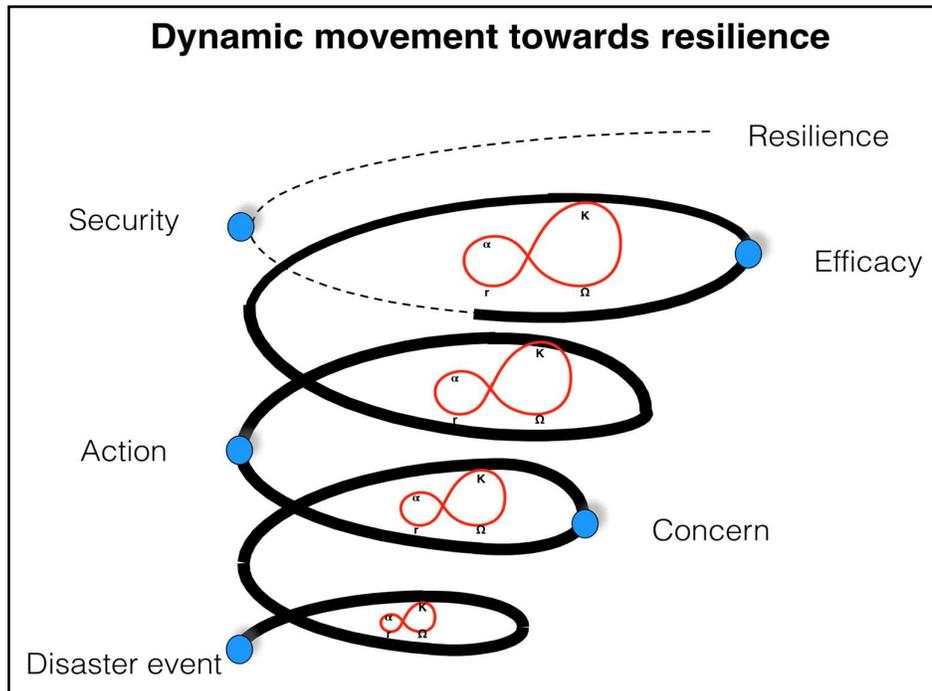 Dynamic movement towards resilience
Resilience
Security
K
α
Efficacy
r
Ω
K
α
r
Ω
Action
K
α
r
Ω
Concern
K
α
r
Ω
Disaster event